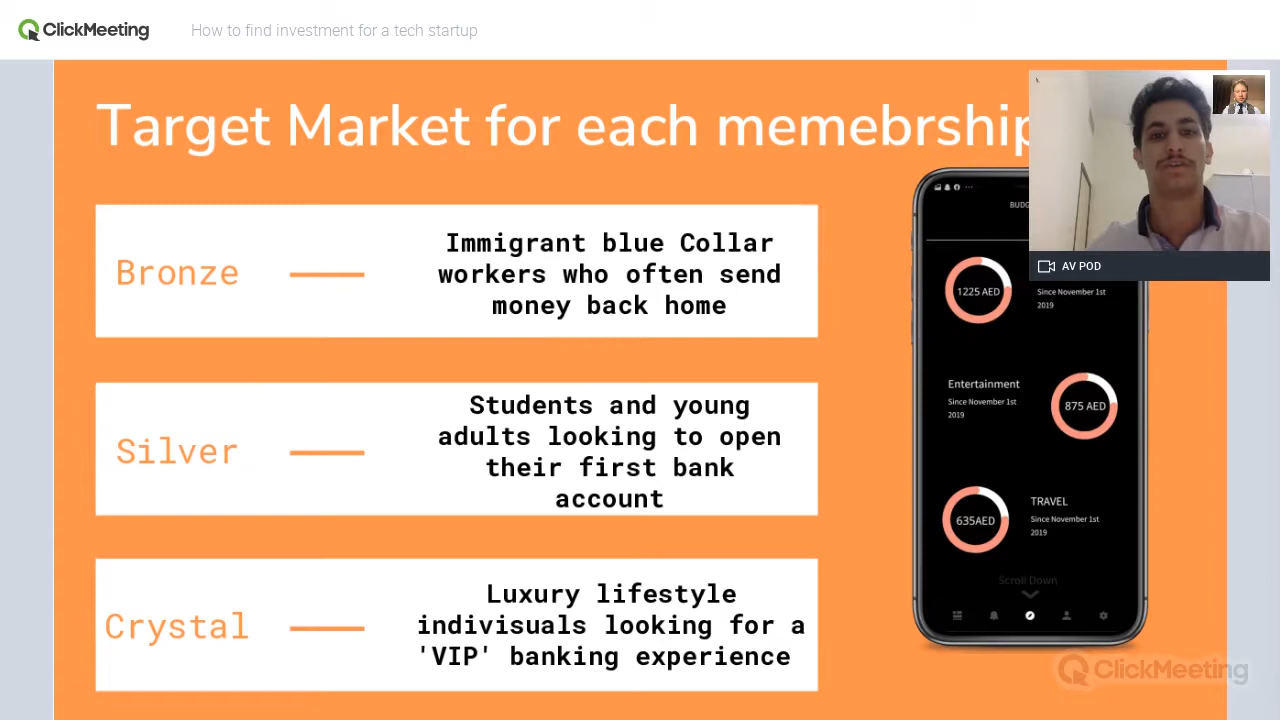 ClickMeeting
How to find investment for a tech startup
Target Market for each memebrship
Bronze
Immigrant blue Collar
workers who often send
money back home
Silver
Students and young
adults looking to open
their first bank
account
Crystal
Luxury lifestyle
indivisuals looking for a
'VIP' banking experience
BUDG
1225 AED
Since November 1st
2019
Entertainment
Since November 1st
2019
875 AED
635AED
TRAVEL
Since November 1st
2019
Scroll Down
AV POD
ClickMeeting